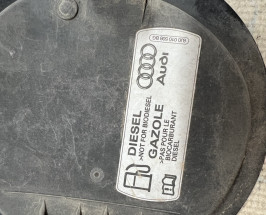 Audi
DIESEL
>NOT FOR BIODIESEL
GAZOLE
>PAS POUR LE
BIOCARBURANT
DIESEL